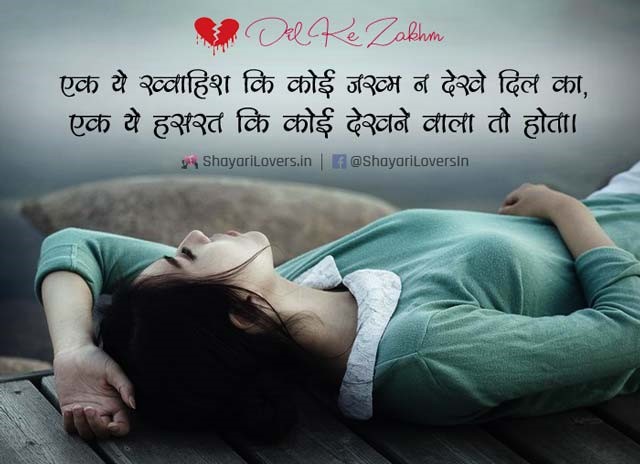 Dil Ke Zakhm
एक ये ख्वाहिश कि कोई जख्म न देखे दिल का,
एक ये हसरत कि कोई देखने वाला तो होता।
ShayariLovers.in | @ShayariLoversIn